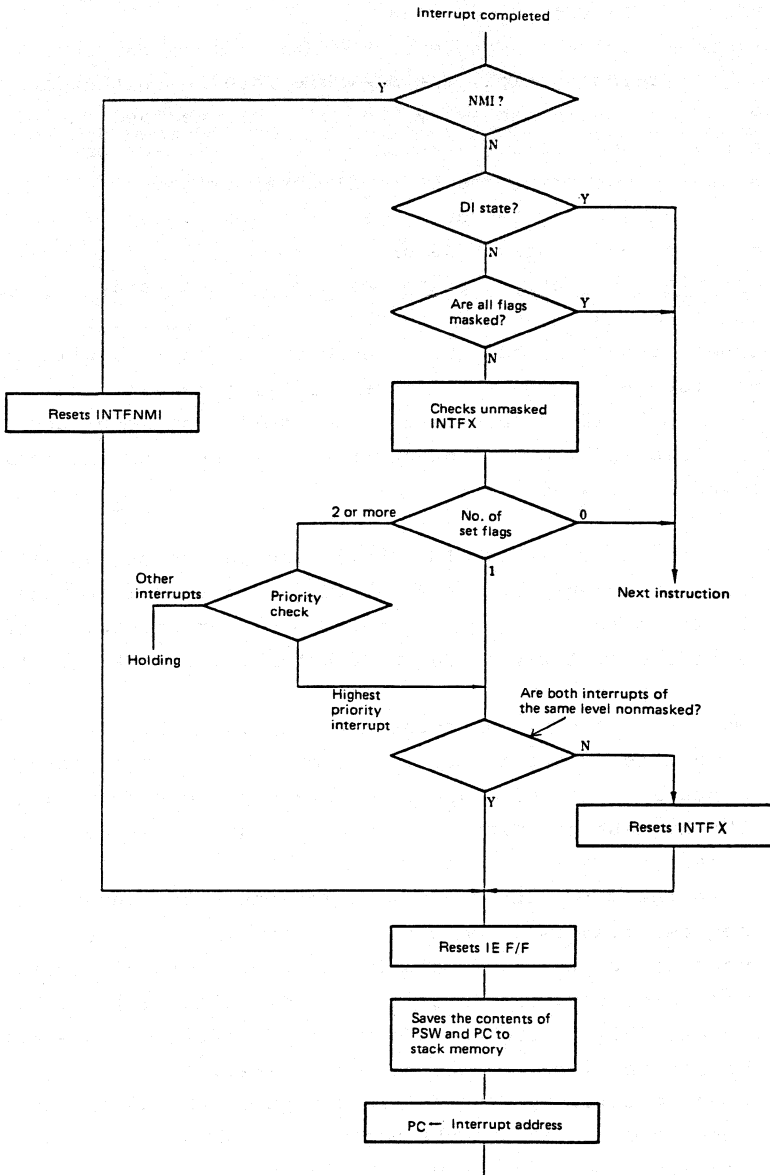 Interrupt completed
Y
NMI?
N
DI state?
Y
N
Are all flags
masked?
Y
N
Resets INTFNMI
Checks unmasked
INTFX
2 or more
No. of
set flags
0
1
Other
interrupts
Priority
check
Next instruction
Holding
Highest
priority
interrupt
Are both interrupts of
the same level nonmasked?
N
Y
Resets INTFX
Resets IE F/F
Saves the contents of
PSW and PC to
stack memory
PC ← Interrupt address